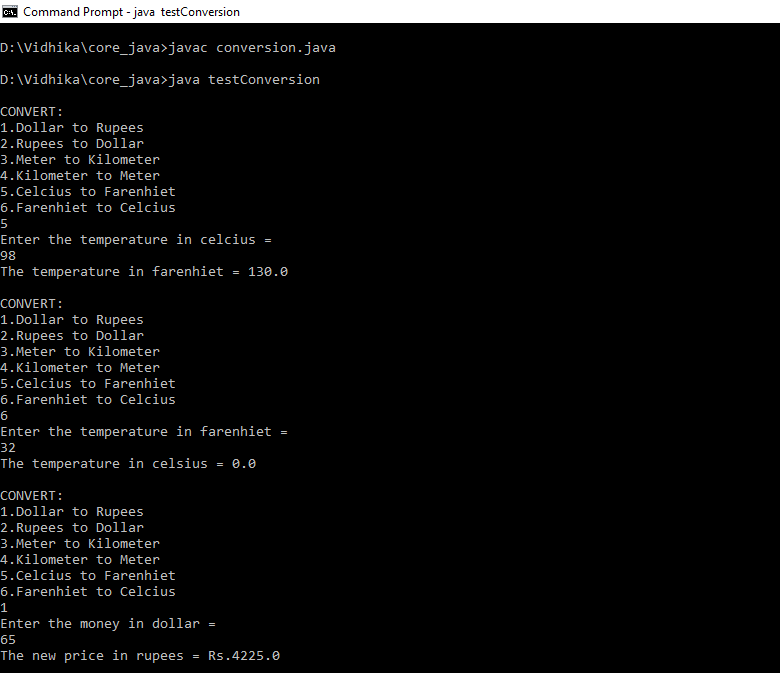 Command Prompt - java testConversion
D:\Vidhika\core_java>javac conversion.java
D:\Vidhika\core_java>java testConversion
CONVERT:
1.Dollar to Rupees
2.Rupees to Dollar
3.Meter to Kilometer
4.Kilometer to Meter
5.Celcius to Farenhiet
6.Farenhiet to Celcius
5
Enter the temperature in celcius =
98
The temperature in farenhiet = 130.0
CONVERT:
1.Dollar to Rupees
2.Rupees to Dollar
3.Meter to Kilometer
4.Kilometer to Meter
5.Celcius to Farenhiet
6.Farenhiet to Celcius
6
Enter the temperature in farenhiet =
32
The temperature in celsius = 0.0
CONVERT:
1.Dollar to Rupees
2.Rupees to Dollar
3.Meter to Kilometer
4.Kilometer to Meter
5.Celcius to Farenhiet
6.Farenhiet to Celcius
1
Enter the money in dollar =
65
The new price in rupees = Rs.4225.0